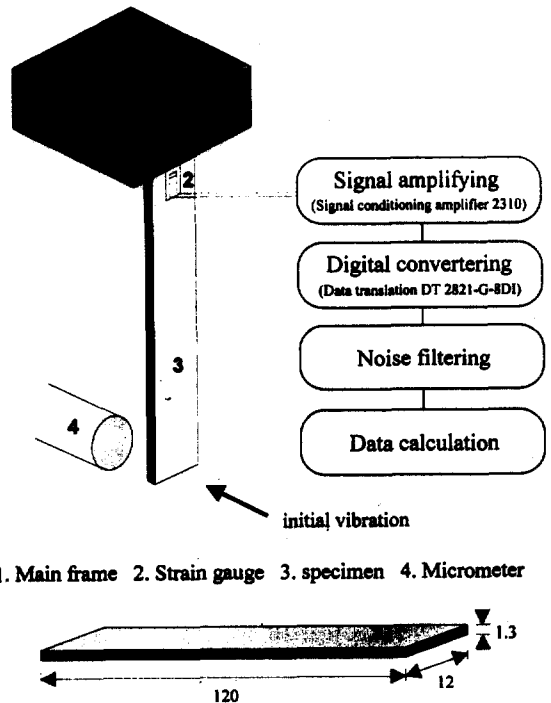 2
Signal amplifying
(Signal conditioning amplifier 2310)
Digital convertering
(Data translation DT 2821-G-8DI)
3
Noise filtering
4
Data calculation
initial vibration
1. Main frame 2. Strain gauge 3. specimen 4. Micrometer
1.3
12
120